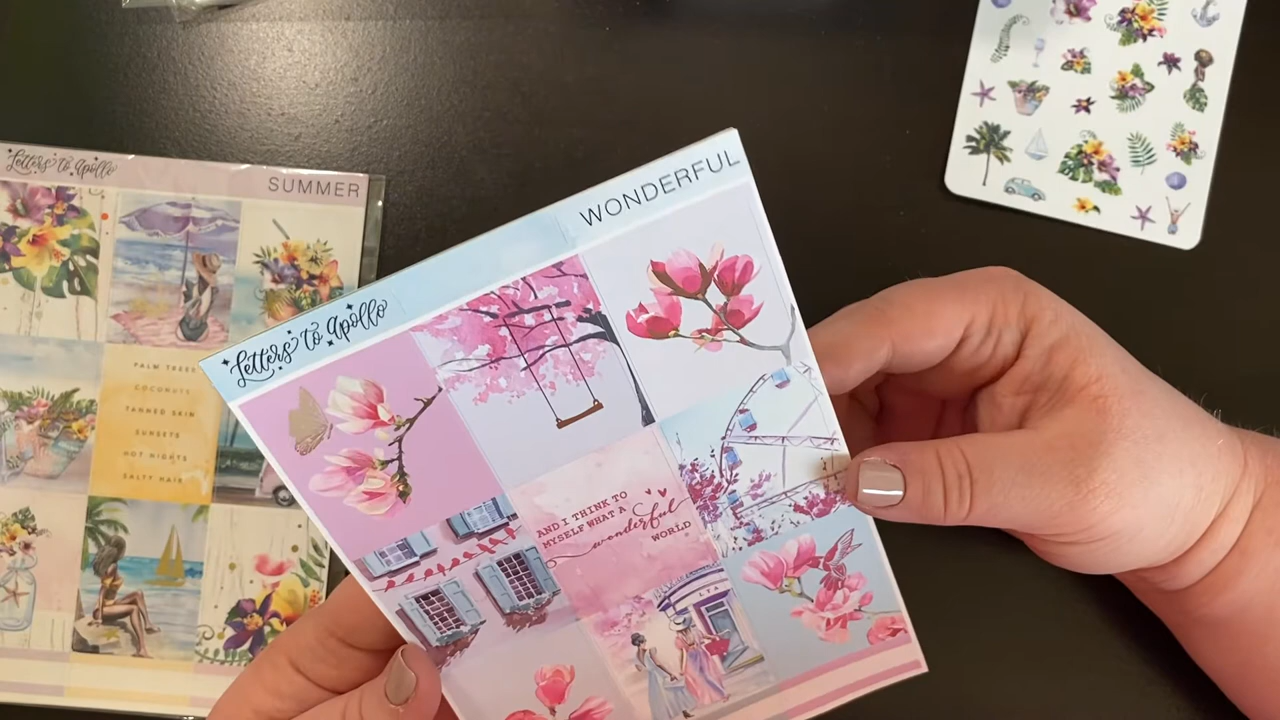 Letters to Apollo
SUMMER
PALM TREES
COCONUTS
TANNED SKIN
SUNSETS
HOT NIGHTS
SALTY HAIR
Letters to Apollo
WONDERFUL
AND I THINK TO
MYSELF WHAT A
wonderful
WORLD
LTA